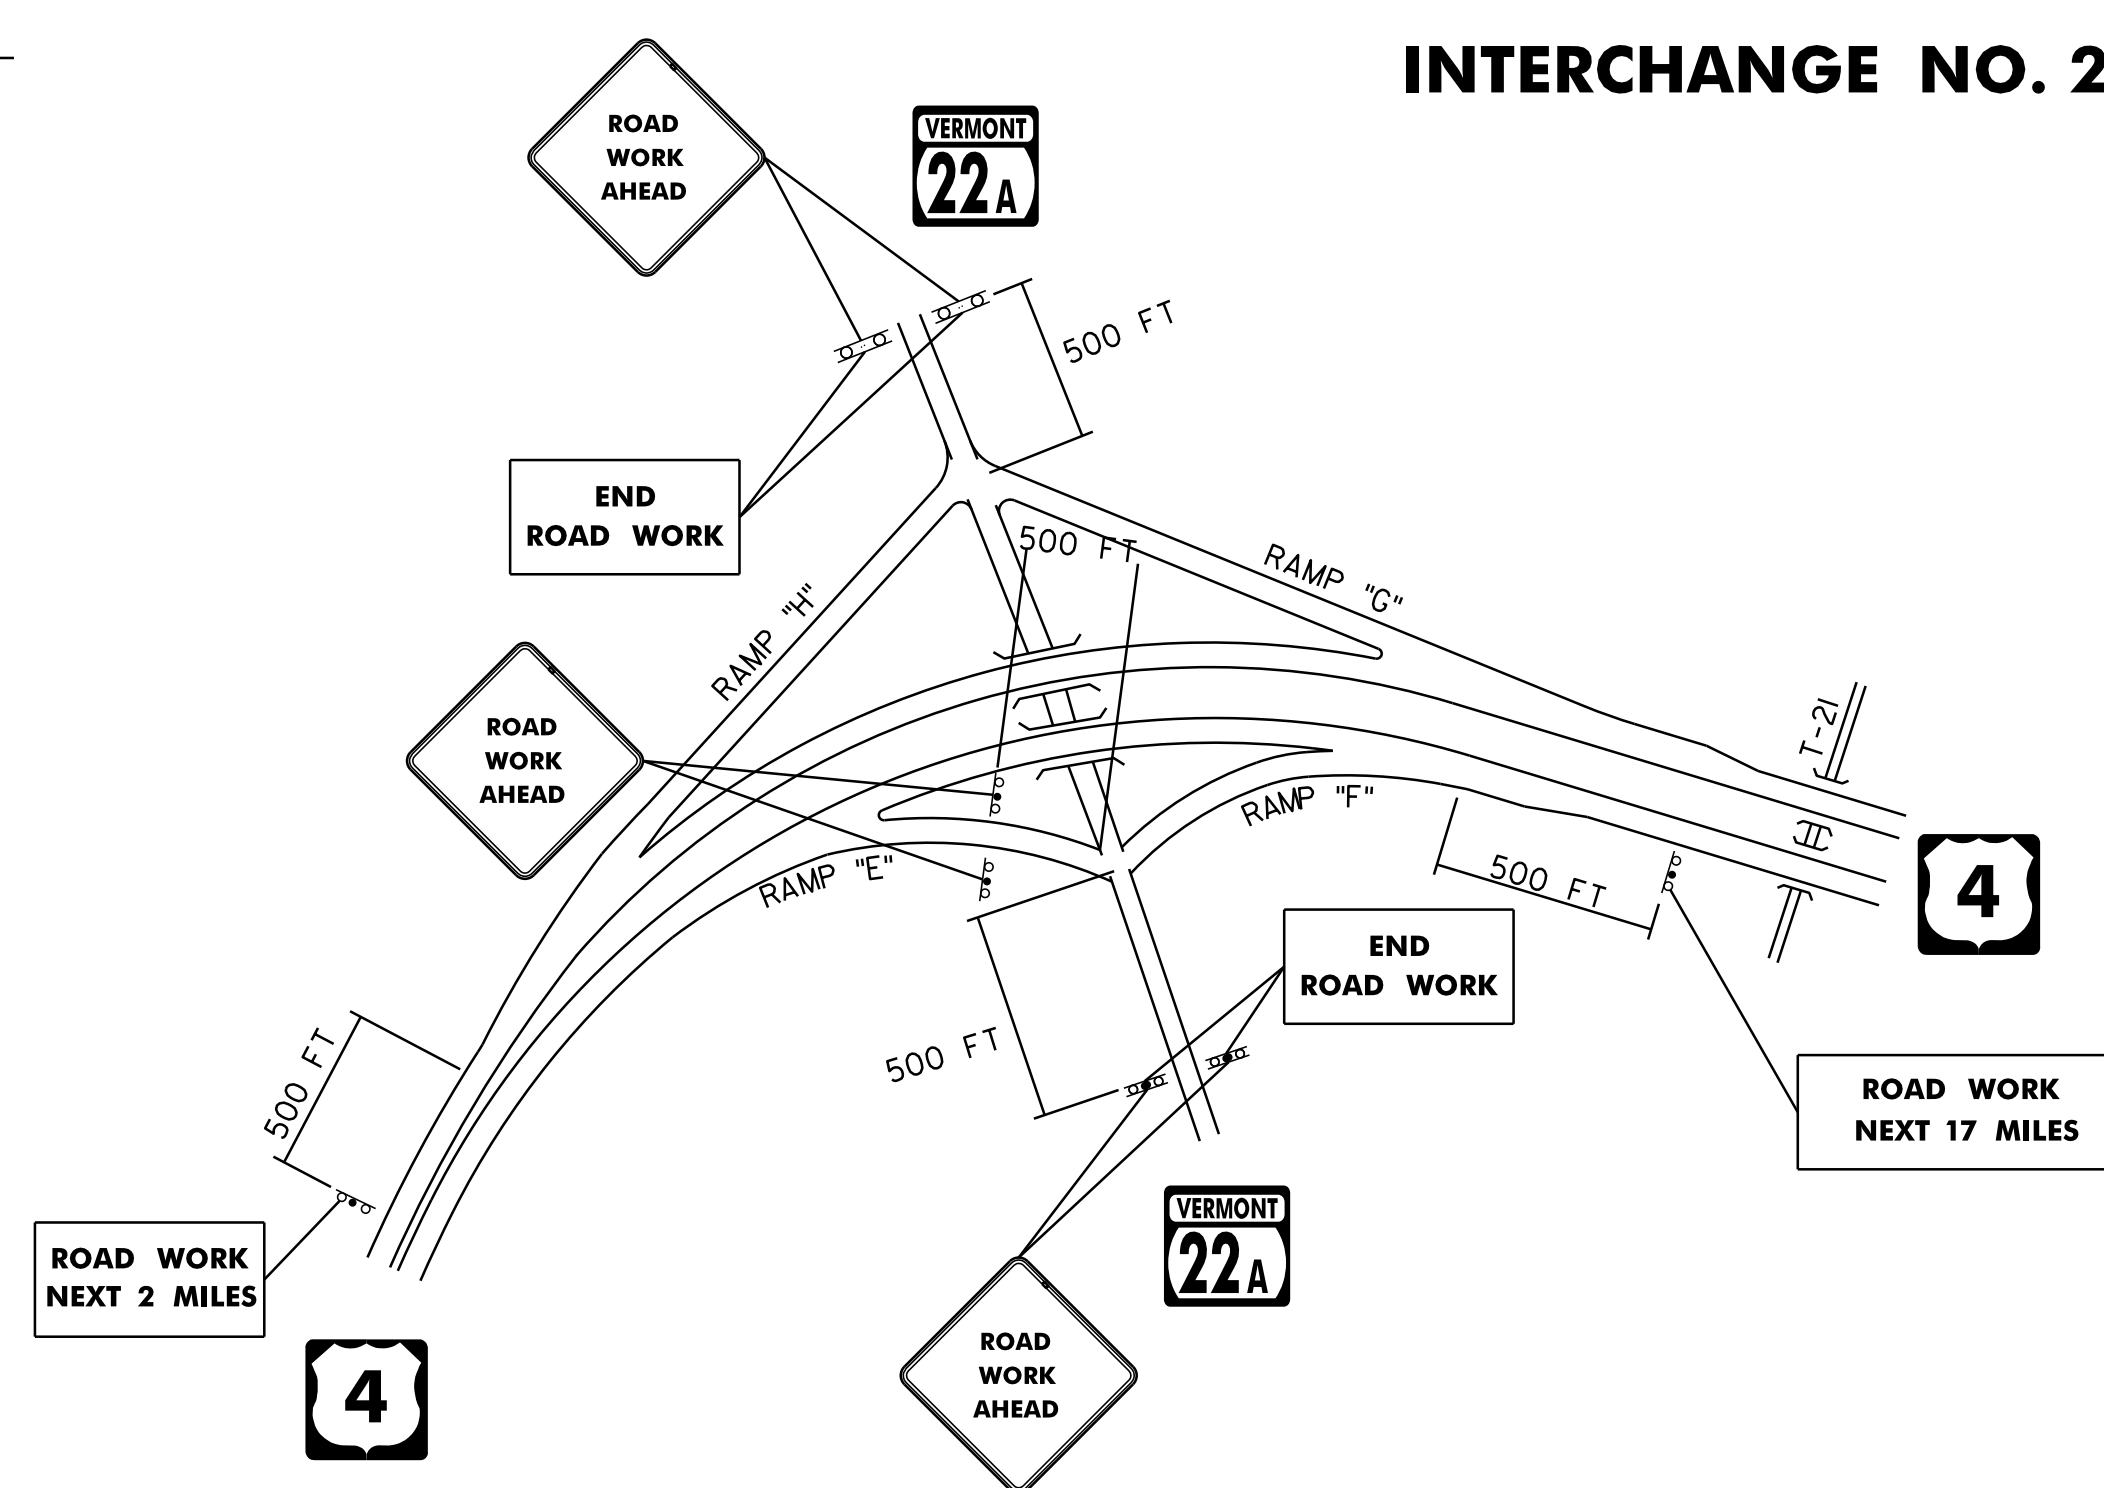 INTERCHANGE NO. 2
ROAD
WORK
AHEAD
VERMONT
22A
500 FT
END
ROAD WORK
500 FT
RAMP "G"
RAMP "H"
ROAD
WORK
AHEAD
T-21
RAMP "F"
RAMP "E"
500 FT
4
END
ROAD WORK
500 FT
500 FT
ROAD WORK
NEXT 17 MILES
ROAD WORK
NEXT 2 MILES
VERMONT
22A
4
ROAD
WORK
AHEAD